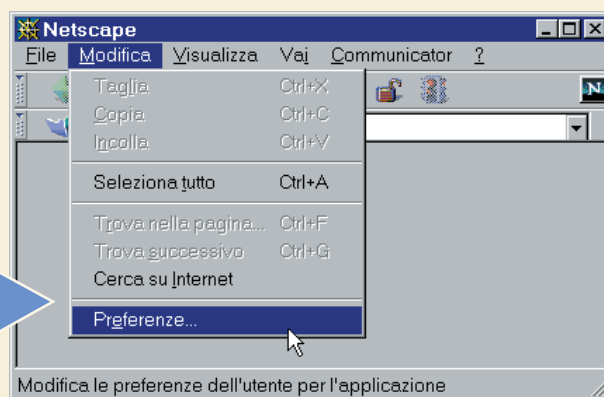 Netscape
File Modifica Visualizza Vai Communicator ?
Taglia Ctrl+X
Copia Ctrl+C
Incolla Ctrl+V
N
Seleziona tutto Ctrl+A
Trova nella pagina... Ctrl+F
Trova successivo Ctrl+G
Cerca su Internet
Preferenze...
Modifica le preferenze dell'utente per l'applicazione